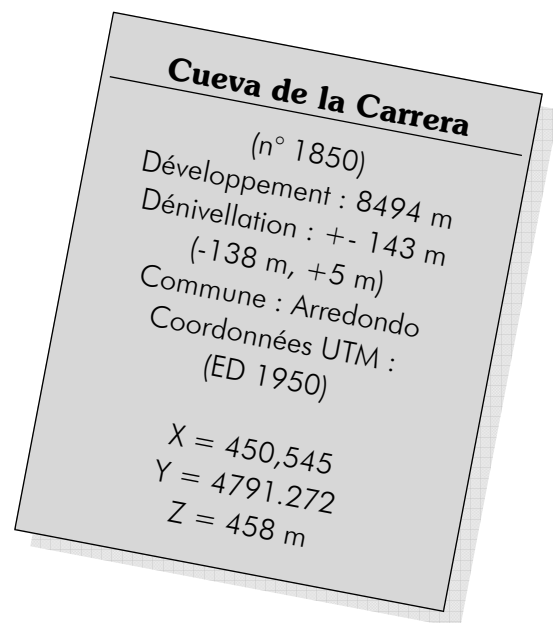 Cueva de la Carrera
(n° 1850)
Développement : 8494 m
Dénivellation : +- 143 m
(-138 m, +5 m)
Commune : Arredondo
Coordonnées UTM :
(ED 1950)
X = 450,545
Y = 4791.272
Z = 458 m